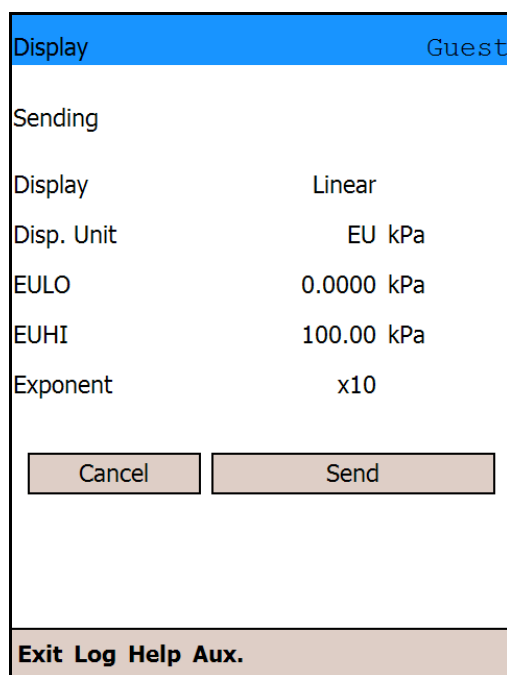 Display Guest
Sending
Display Linear
Disp. Unit EU kPa
EULO 0.0000 kPa
EUHI 100.00 kPa
Exponent x10
Cancel Send
Exit Log Help Aux.